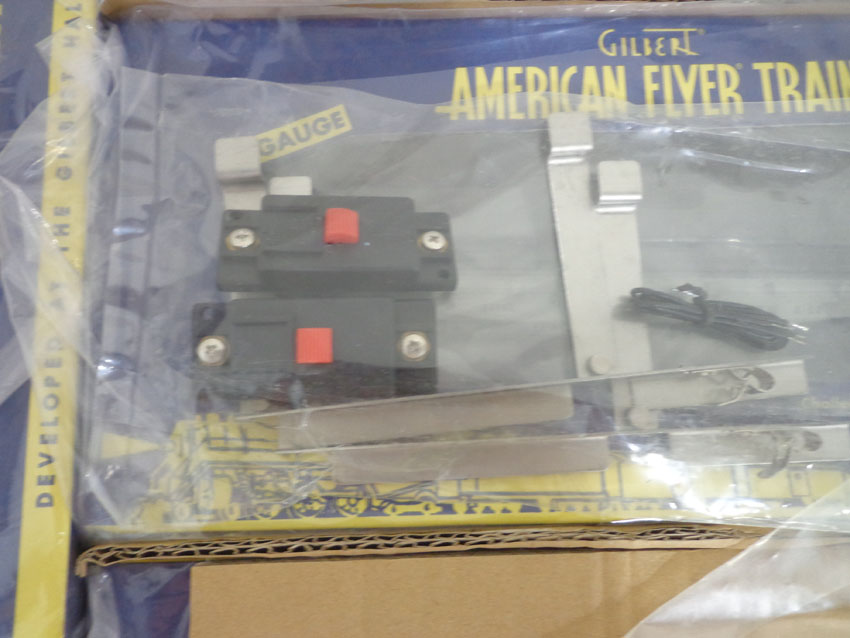 GILBERT®
AMERICAN FLYER® TRAIN
GAUGE
DEVELOPED AT THE GILBERT HAL